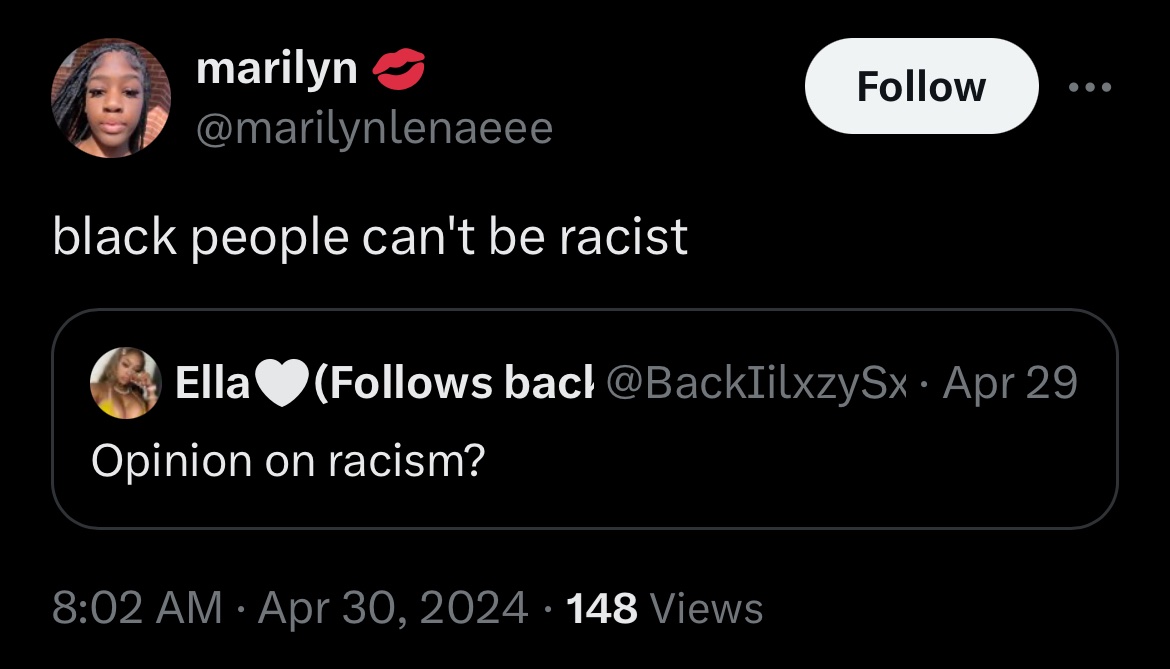 marilyn 💋
Follow
@marilynlenaeee
black people can't be racist
Ella🤍(Follows back @BackIilxzySx · Apr 29
Opinion on racism?
8:02 AM · Apr 30, 2024 · 148 Views